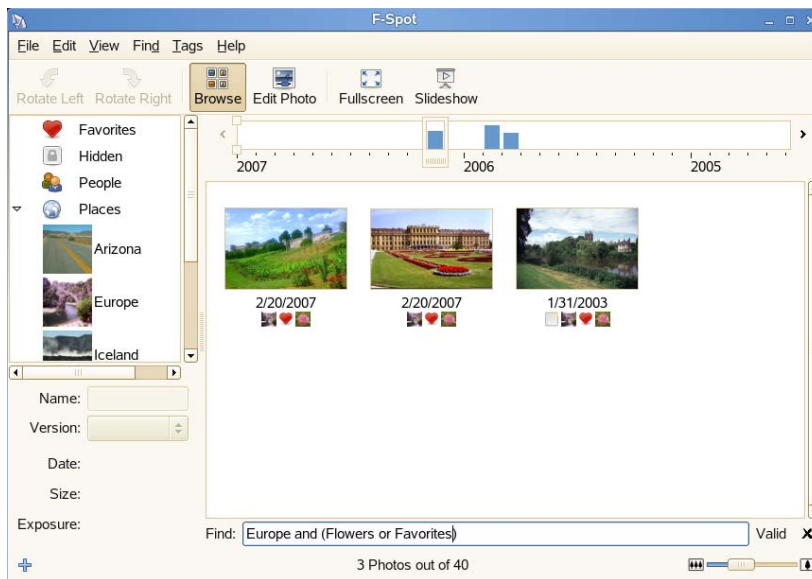 F-Spot
File Edit View Find Tags Help
Rotate Left Rotate Right Browse Edit Photo Fullscreen Slideshow
Favorites
Hidden
People
Places
Arizona
Europe
Iceland
2007 2006 2005
2/20/2007 2/20/2007 1/31/2003
Name:
Version:
Date:
Size:
Exposure:
Find: Europe and (Flowers or Favorites) Valid
3 Photos out of 40